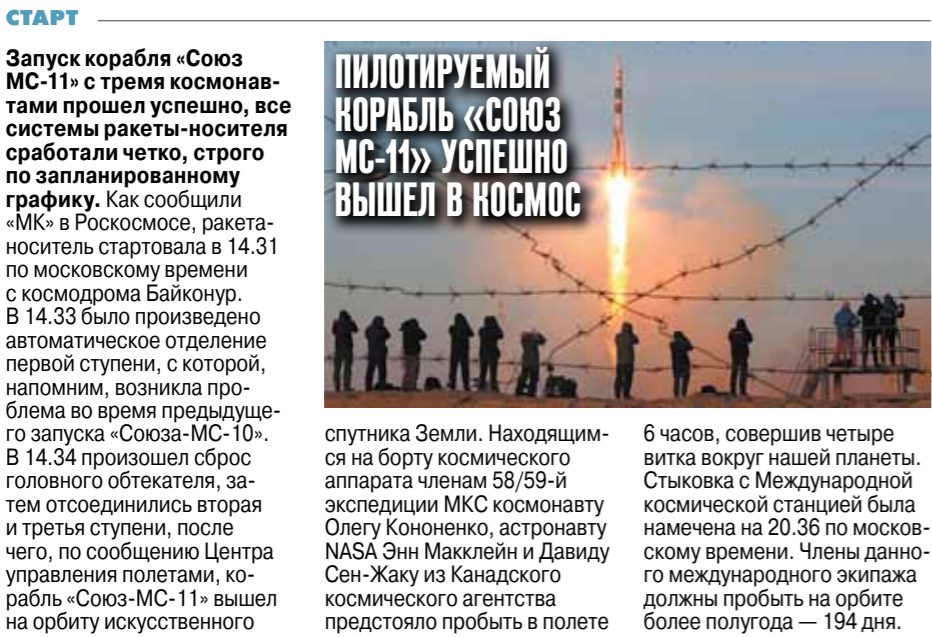 СТАРТ
Запуск корабля «Союз
МС-11» с тремя космонав-
тами прошел успешно, все
системы ракеты-носителя
сработали четко, строго
по запланированному
графику. Как сообщили
«МК» в Роскосмосе, ракета-
носитель стартовала в 14.31
по московскому времени
с космодрома Байконур.
В 14.33 было произведено
автоматическое отделение
первой ступени, с которой,
напомним, возникла про-
блема во время предыдуще-
го запуска «Союза-МС-10».
В 14.34 произошел сброс
головного обтекателя, за-
тем отсоединились вторая
и третья ступени, после
чего, по сообщению Центра
управления полетами, ко-
рабль «Союз-МС-11» вышел
на орбиту искусственного
ПИЛОТИРУЕМЫЙ
КОРАБЛЬ «СОЮЗ
МС-11» УСПЕШНО
ВЫШЕЛ В КОСМОС
спутника Земли. Находящим-
ся на борту космического
аппарата членам 58/59-й
экспедиции МКС космонавту
Олегу Кононенко, астронавту
NASA Энн Макклейн и Давиду
Сен-Жаку из Канадского
космического агентства
предстояло пробыть в полете
6 часов, совершив четыре
витка вокруг нашей планеты.
Стыковка с Международной
космической станцией была
намечена на 20.36 по москов-
скому времени. Члены данно-
го международного экипажа
должны пробыть на орбите
более полугода — 194 дня.